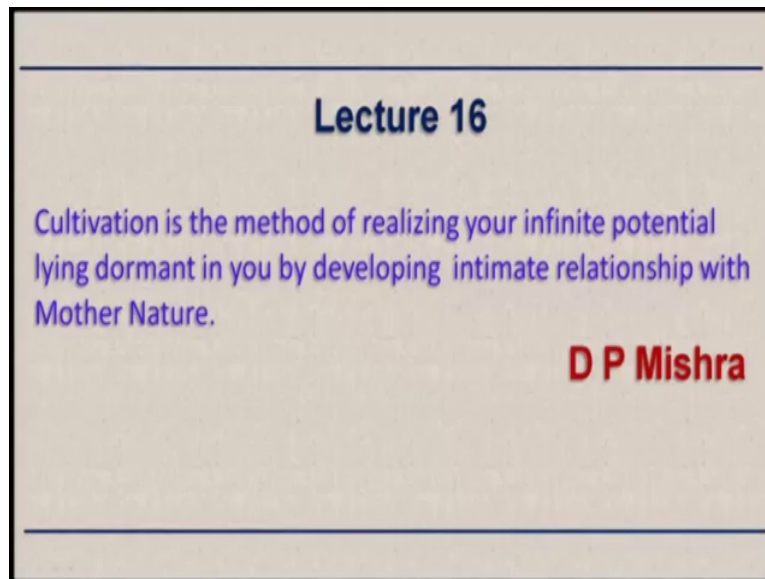 Lecture 16
Cultivation is the method of realizing your infinite potential
lying dormant in you by developing intimate relationship with
Mother Nature.
D P Mishra